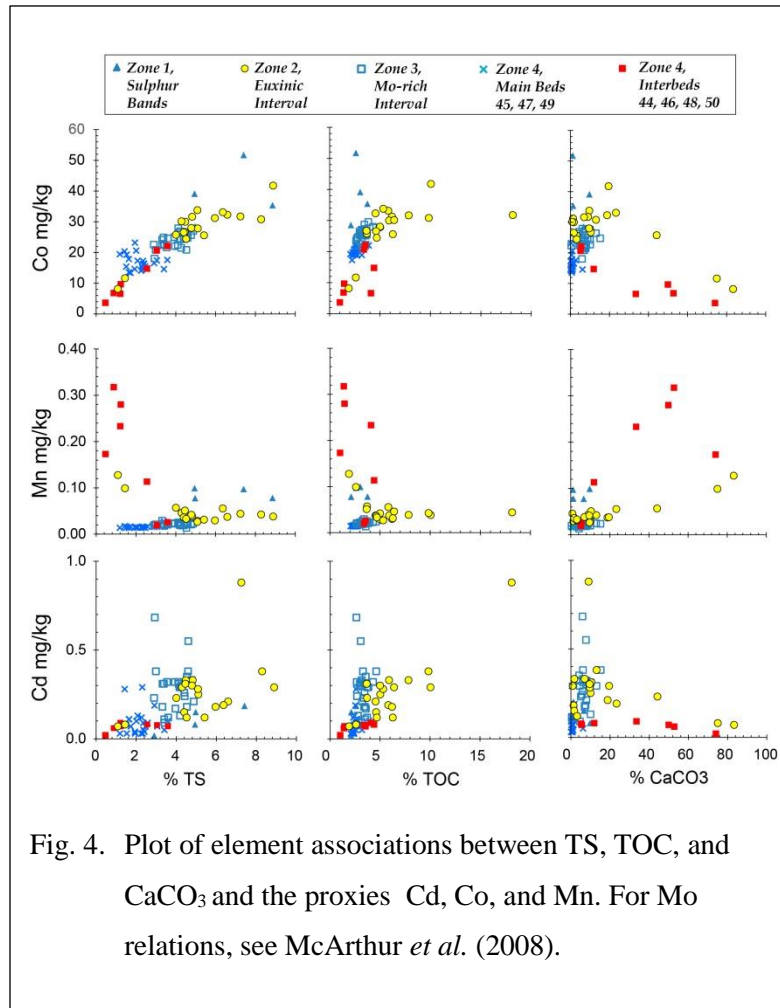 Zone 1, Sulphur Bands
Zone 2, Euxinic Interval
Zone 3, Mo-rich Interval
Zone 4, Main Beds 45, 47, 49
Zone 4, Interbeds 44, 46, 48, 50
Co mg/kg
60
50
40
30
20
10
0
Mn mg/kg
0.40
0.30
0.20
0.10
0.00
Cd mg/kg
1.0
0.5
0.0
0 2 4 6 8 10
% TS
0 5 10 15 20
% TOC
0 20 40 60 80 100
% CaCO3
Fig. 4. Plot of element associations between TS, TOC, and
CaCO₃ and the proxies Cd, Co, and Mn. For Mo
relations, see McArthur et al. (2008).